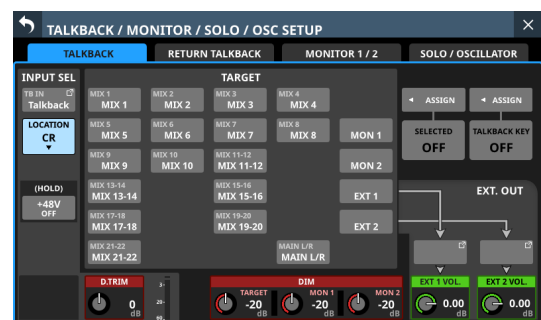 TALKBACK / MONITOR / SOLO / OSC SETUP
TALKBACK
RETURN TALKBACK
MONITOR 1 / 2
SOLO / OSCILLATOR
INPUT SEL
TARGET
TB IN
Talkback
MIX 1
MIX 1
MIX 2
MIX 2
MIX 3
MIX 3
MIX 4
MIX 4
ASSIGN
ASSIGN
LOCATION
CR
MIX 5
MIX 5
MIX 6
MIX 6
MIX 7
MIX 7
MIX 8
MIX 8
MON 1
SELECTED
OFF
TALKBACK KEY
OFF
MIX 9
MIX 9
MIX 10
MIX 10
MIX 11-12
MIX 11-12
MON 2
(HOLD)
+48V
OFF
MIX 13-14
MIX 13-14
MIX 15-16
MIX 15-16
EXT 1
EXT. OUT
MIX 17-18
MIX 17-18
MIX 19-20
MIX 19-20
EXT 2
MIX 21-22
MIX 21-22
MAIN L/R
MAIN L/R
D.TRIM
0
dB
3-
20-
60.
DIM
TARGET
-20
dB
MON 1
-20
dB
MON 2
-20
dB
EXT 1 VOL.
0.00
dB
EXT 2 VOL.
0.00
dB